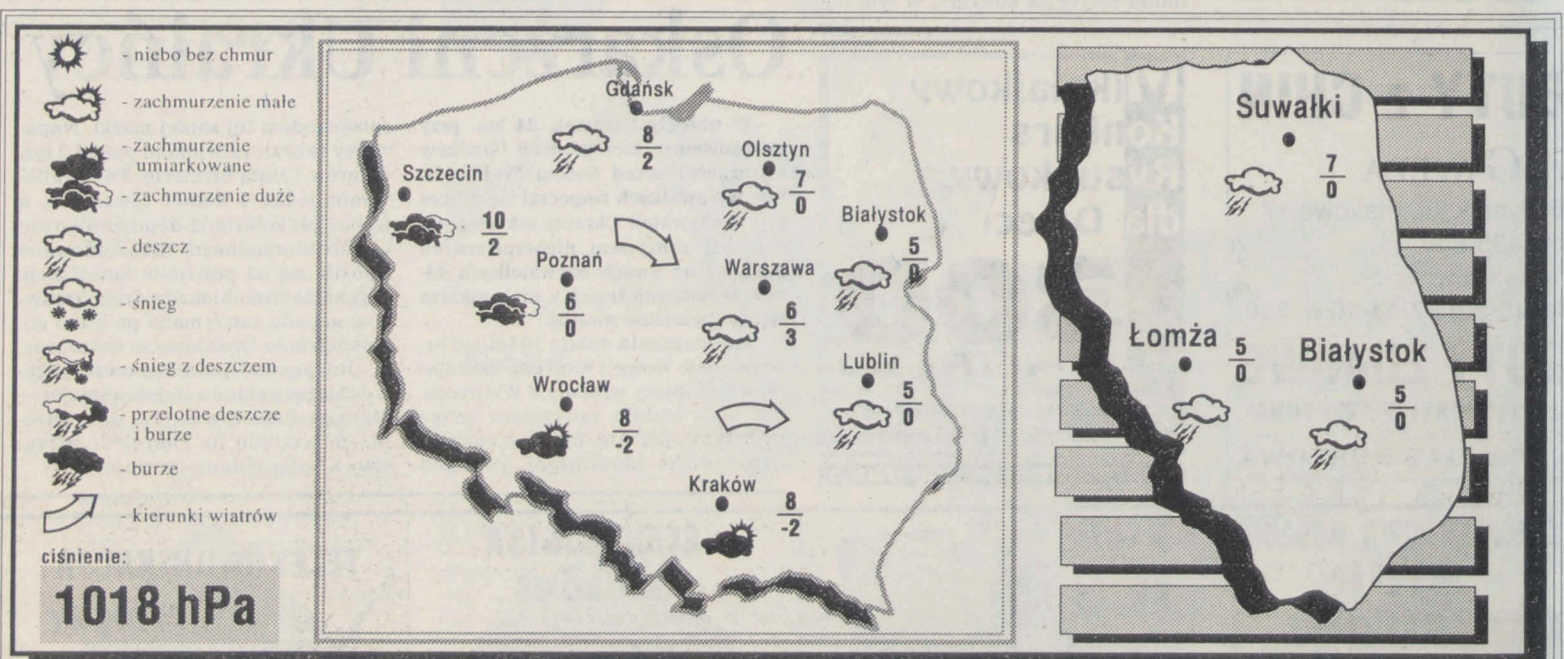 - niebo bez chmur
- zachmurzenie małe
- zachmurzenie
umiarkowane
- zachmurzenie duże
- deszcz
- śnieg
- śnieg z deszczem
- przelotne deszcze
i burze
- burze
- kierunki wiatrów
ciśnienie:
1018 hPa
Gdańsk
8
2
Szczecin
10
2
Olsztyn
7
0
Białystok
5
0
Poznań
6
0
Warszawa
6
3
Wrocław
8
-2
Lublin
5
0
Kraków
8
-2
Suwałki
7
0
Łomża
5
0
Białystok
5
0